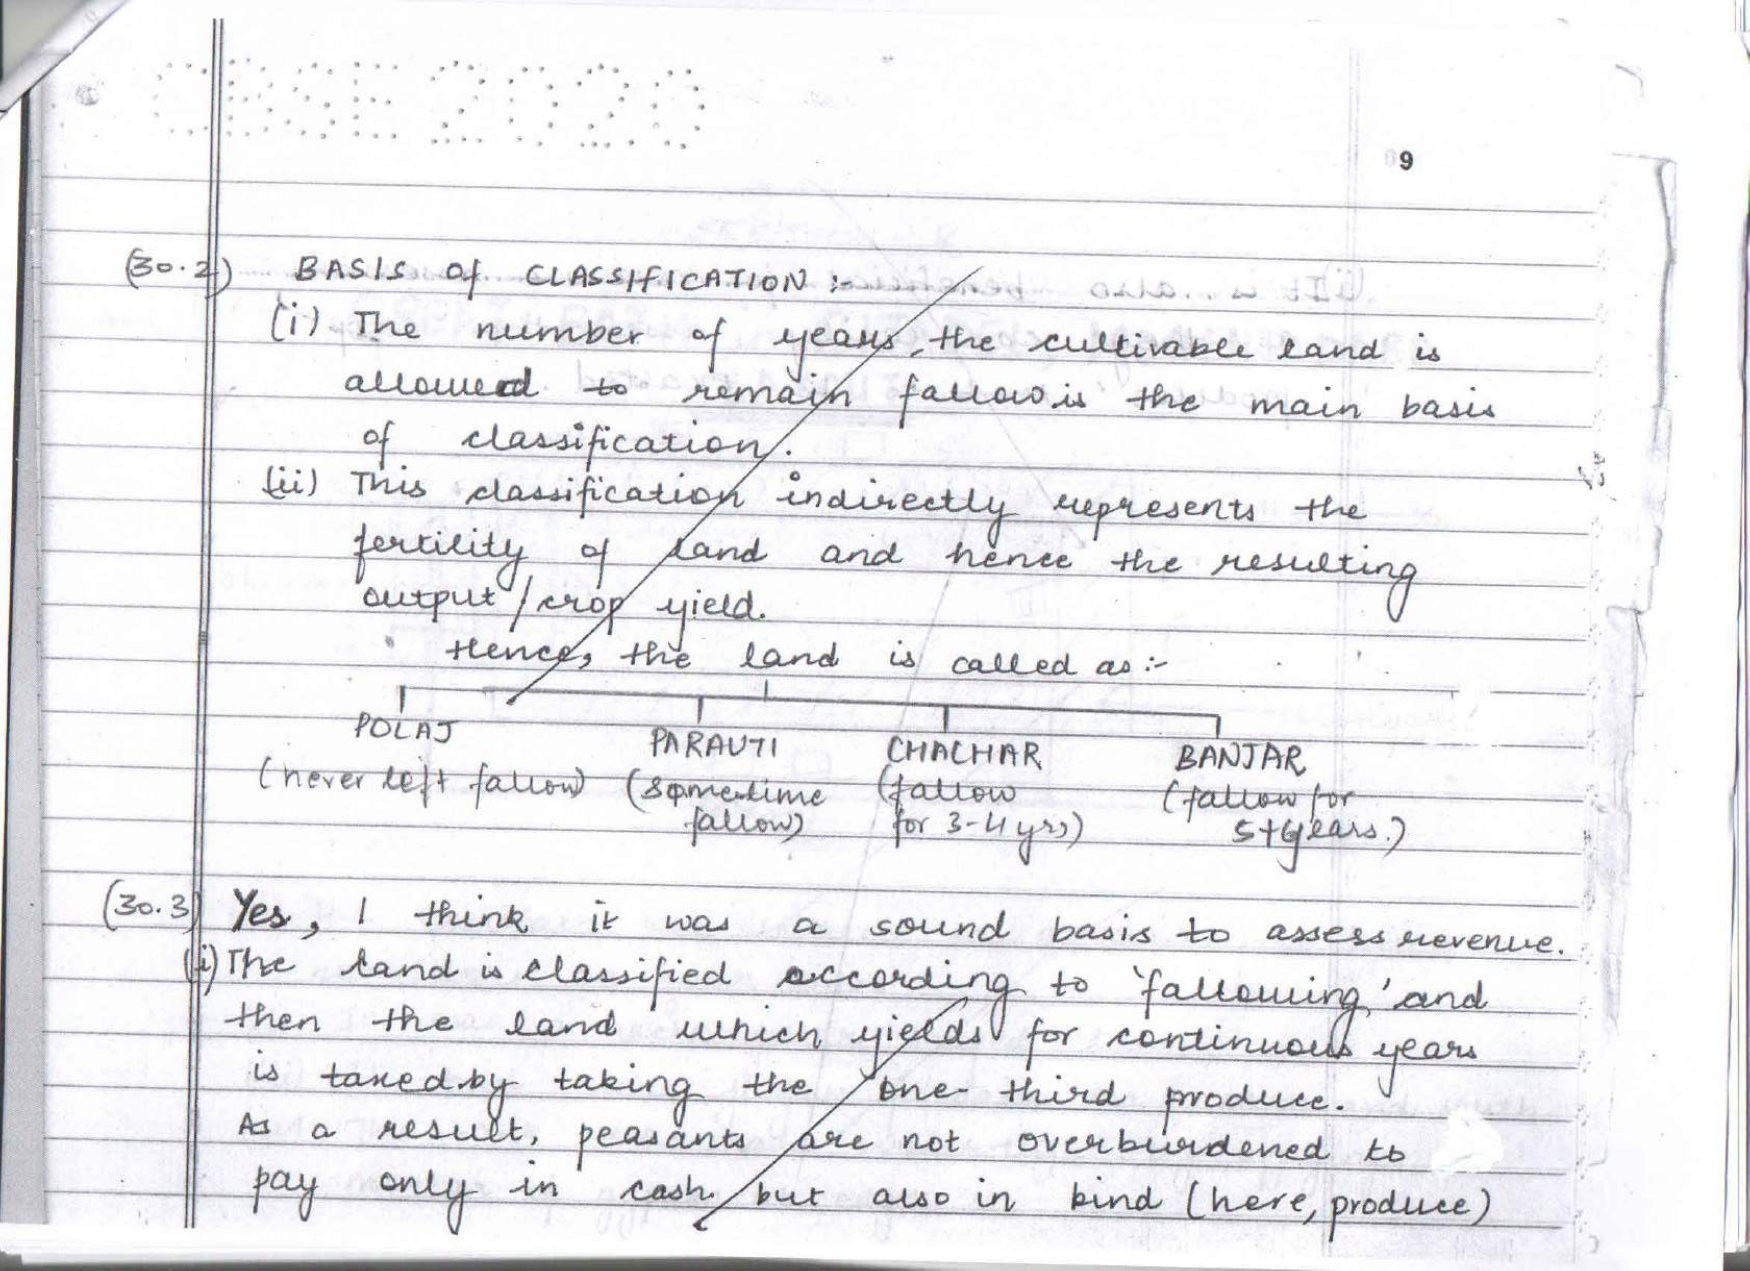 CBSE 2020
9
(30.2) BASIS of CLASSIFICATION :-
(i) The number of years, the cultivable land is
allowed to remain fallow is the main basis
of classification.
(ii) This classification indirectly represents the
fertility of land and hence the resulting
output / crop yield.
Hence, the land is called as :-
POLAJ PARAUTI CHACHAR BANJAR
(never left fallow) (sometime (fallow (fallow for
fallow) for 3-4 yrs) 5+ years.)
(30.3) Yes, I think it was a sound basis to assess revenue.
(i) The land is classified according to 'fallowing' and
then the land which yields for continuous years
is taxed by taking the one-third produce.
As a result, peasants are not overburdened to
pay only in cash but also in kind (here, produce)